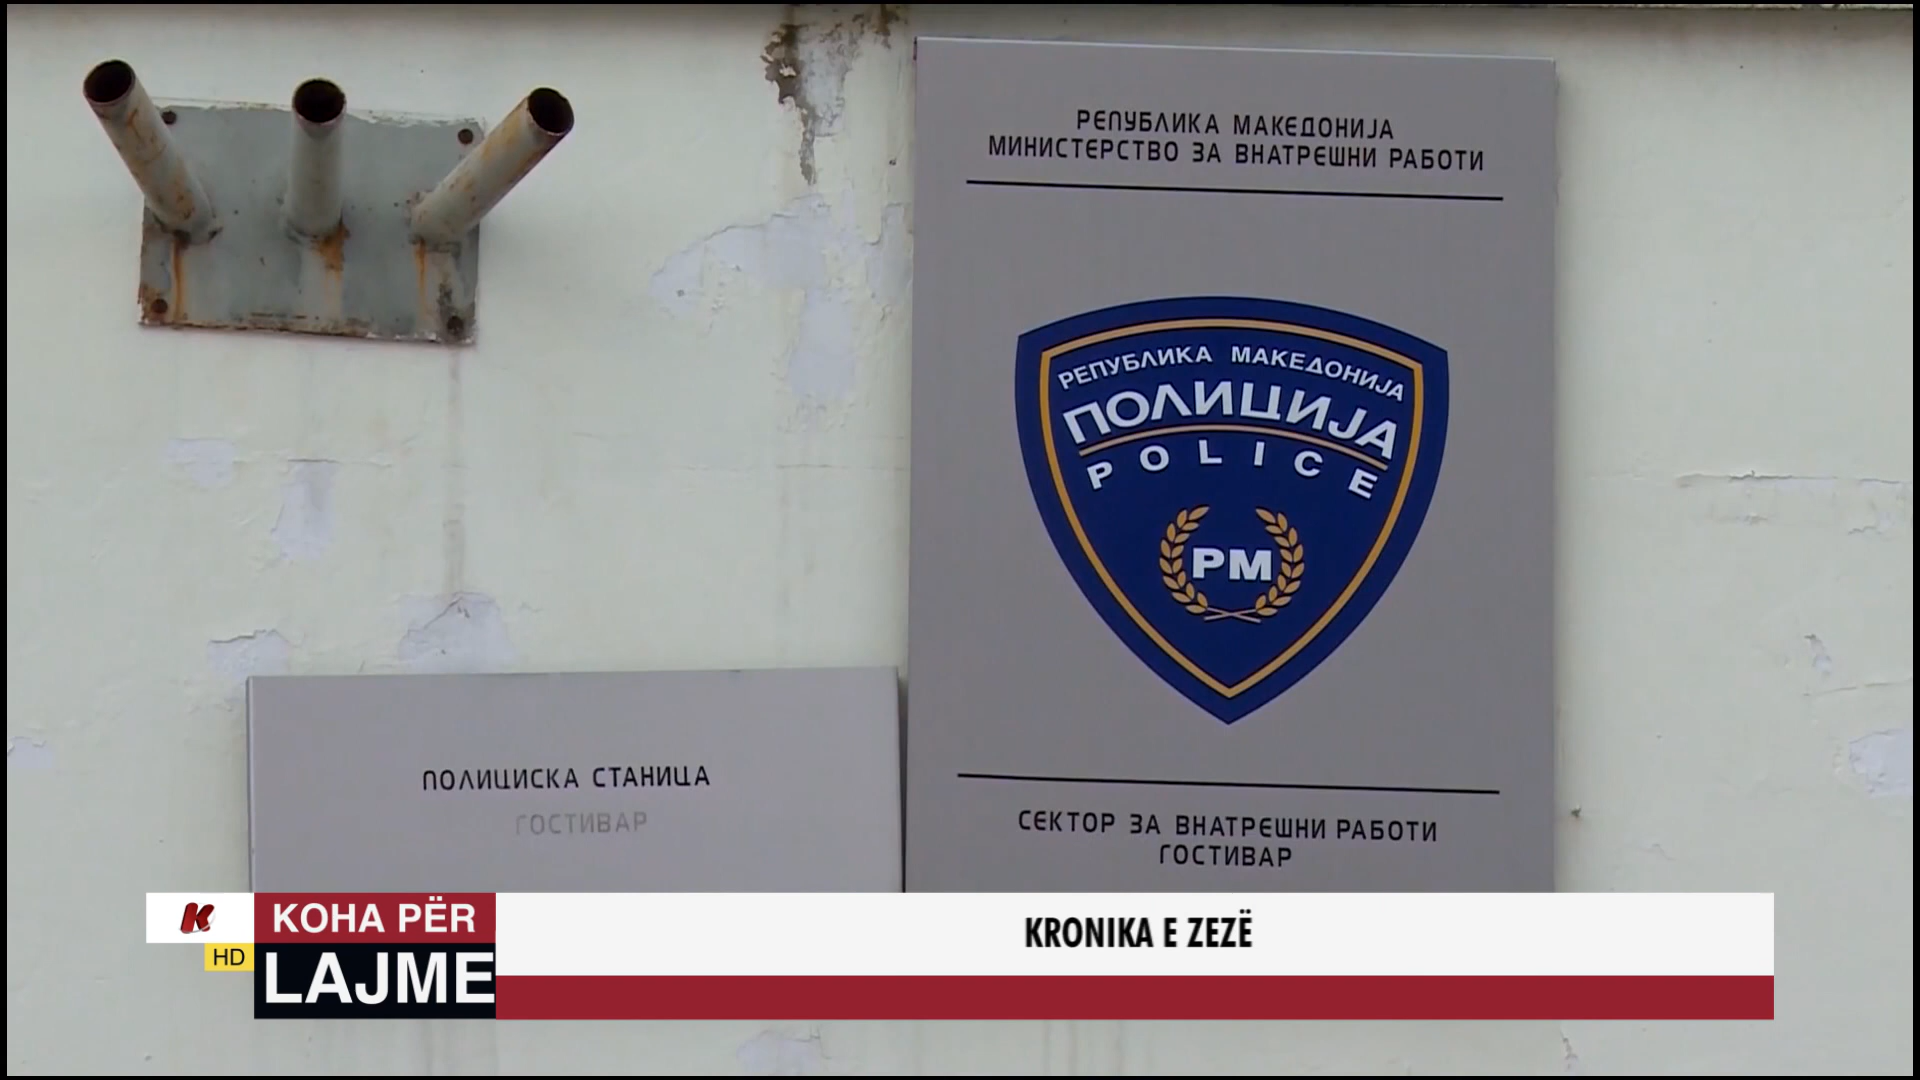 РЕПУБЛИКА МАКЕДОНИЈА
МИНИСТЕРСТВО ЗА ВНАТРЕШНИ РАБОТИ
РЕПУБЛИКА МАКЕДОНИЈА
ПОЛИЦИЈА
POLICE
РМ
ПОЛИЦИСКА СТАНИЦА
ГОСТИВАР
СЕКТОР ЗА ВНАТРЕШНИ РАБОТИ
ГОСТИВАР
K
HD
KOHA PËR
LAJME
KRONIKA E ZEZË